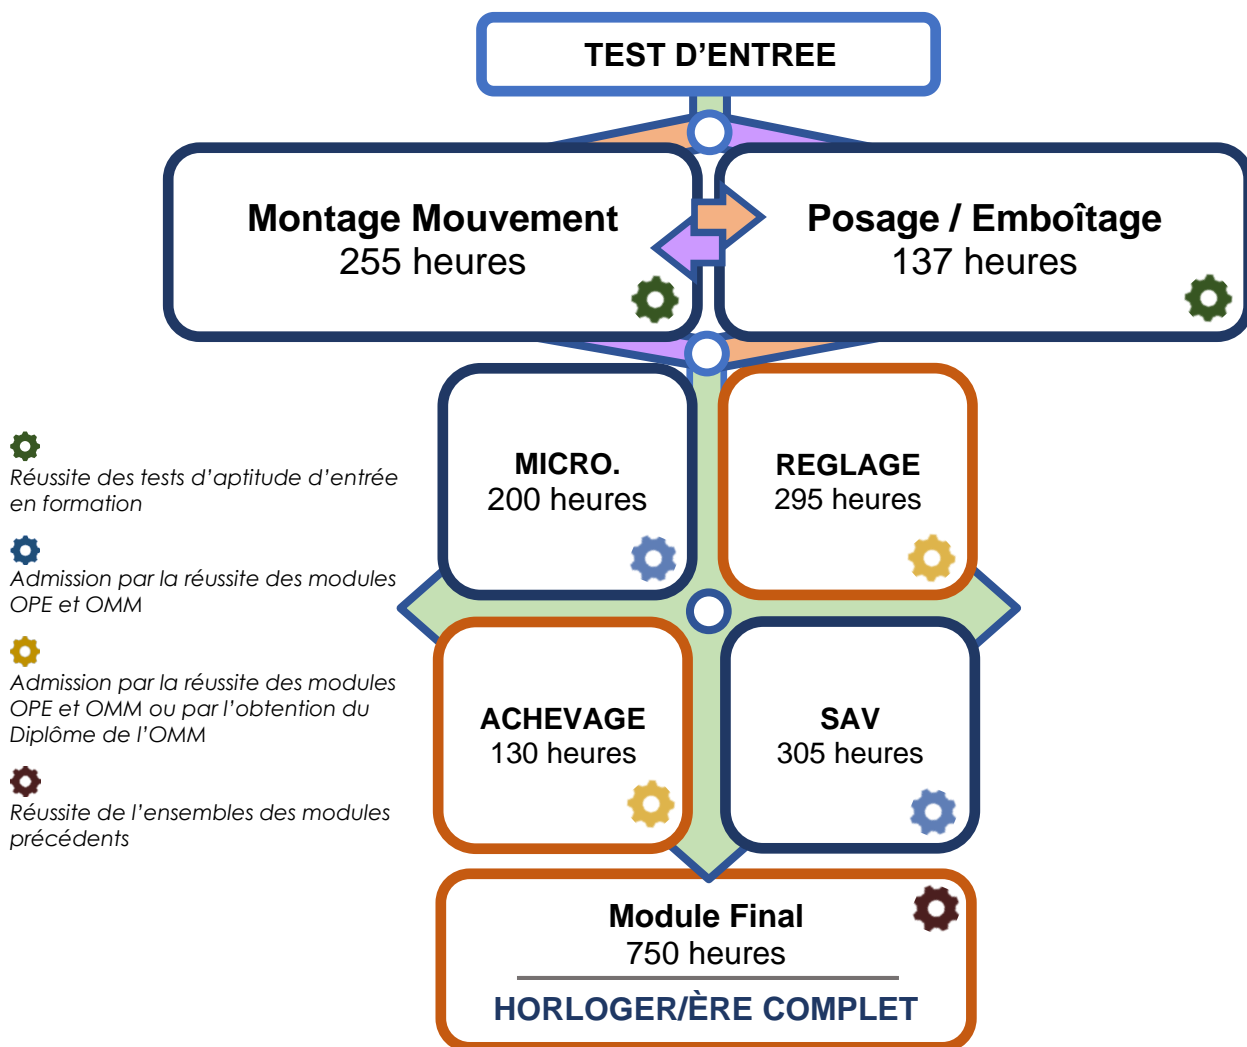 TEST D'ENTREE
Montage Mouvement
255 heures
Posage / Emboîtage
137 heures
MICRO.
200 heures
REGLAGE
295 heures
Réussite des tests d'aptitude d'entrée
en formation
Admission par la réussite des modules
OPE et OMM
Admission par la réussite des modules
OPE et OMM ou par l'obtention du
Diplôme de l'OMM
Réussite de l'ensembles des modules
précédents
ACHEVAGE
130 heures
SAV
305 heures
Module Final
750 heures
HORLOGER/ÈRE COMPLET